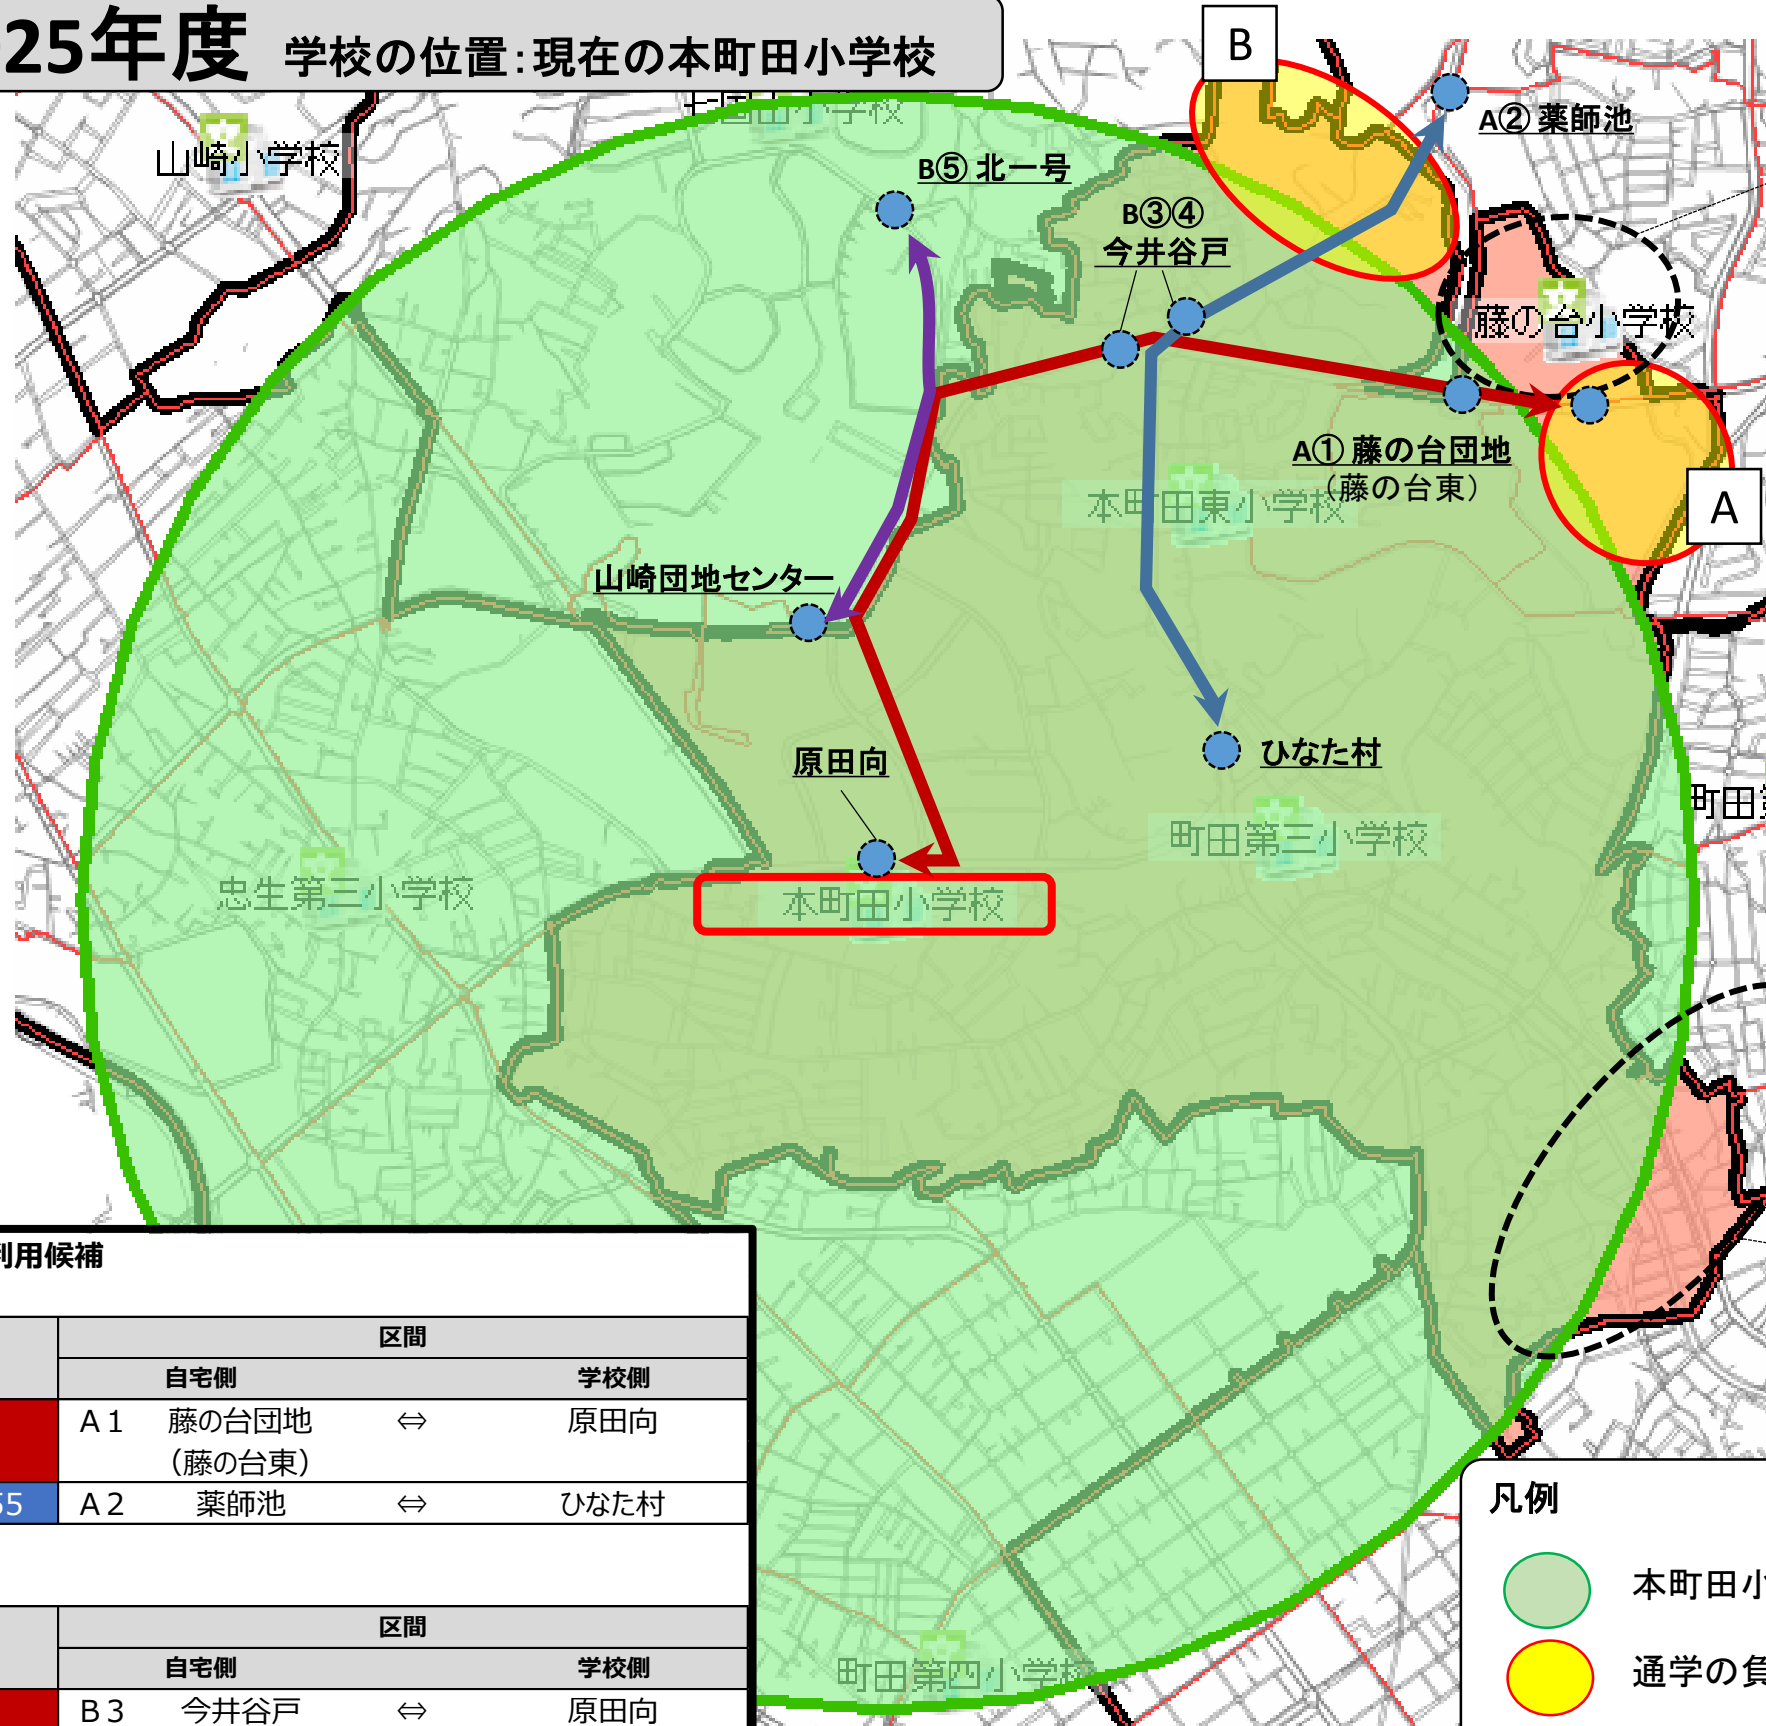 25年度 学校の位置：現在の本町田小学校
B
A② 薬師池
山崎小学校
七国山小学校
B⑤ 北一号
B③④
今井谷戸
藤の台小学校
A① 藤の台団地
（藤の台東）
A
本町田東小学校
山崎団地センター
原田向
ひなた村
町田第三小学校
忠生第三小学校
本町田小学校
利用候補
区間
自宅側 学校側
A1 藤の台団地 ⇔ 原田向
（藤の台東）
55 A2 薬師池 ⇔ ひなた村
区間
自宅側 学校側
B3 今井谷戸 ⇔ 原田向
町田第四小学校
凡例
本町田小
通学の負